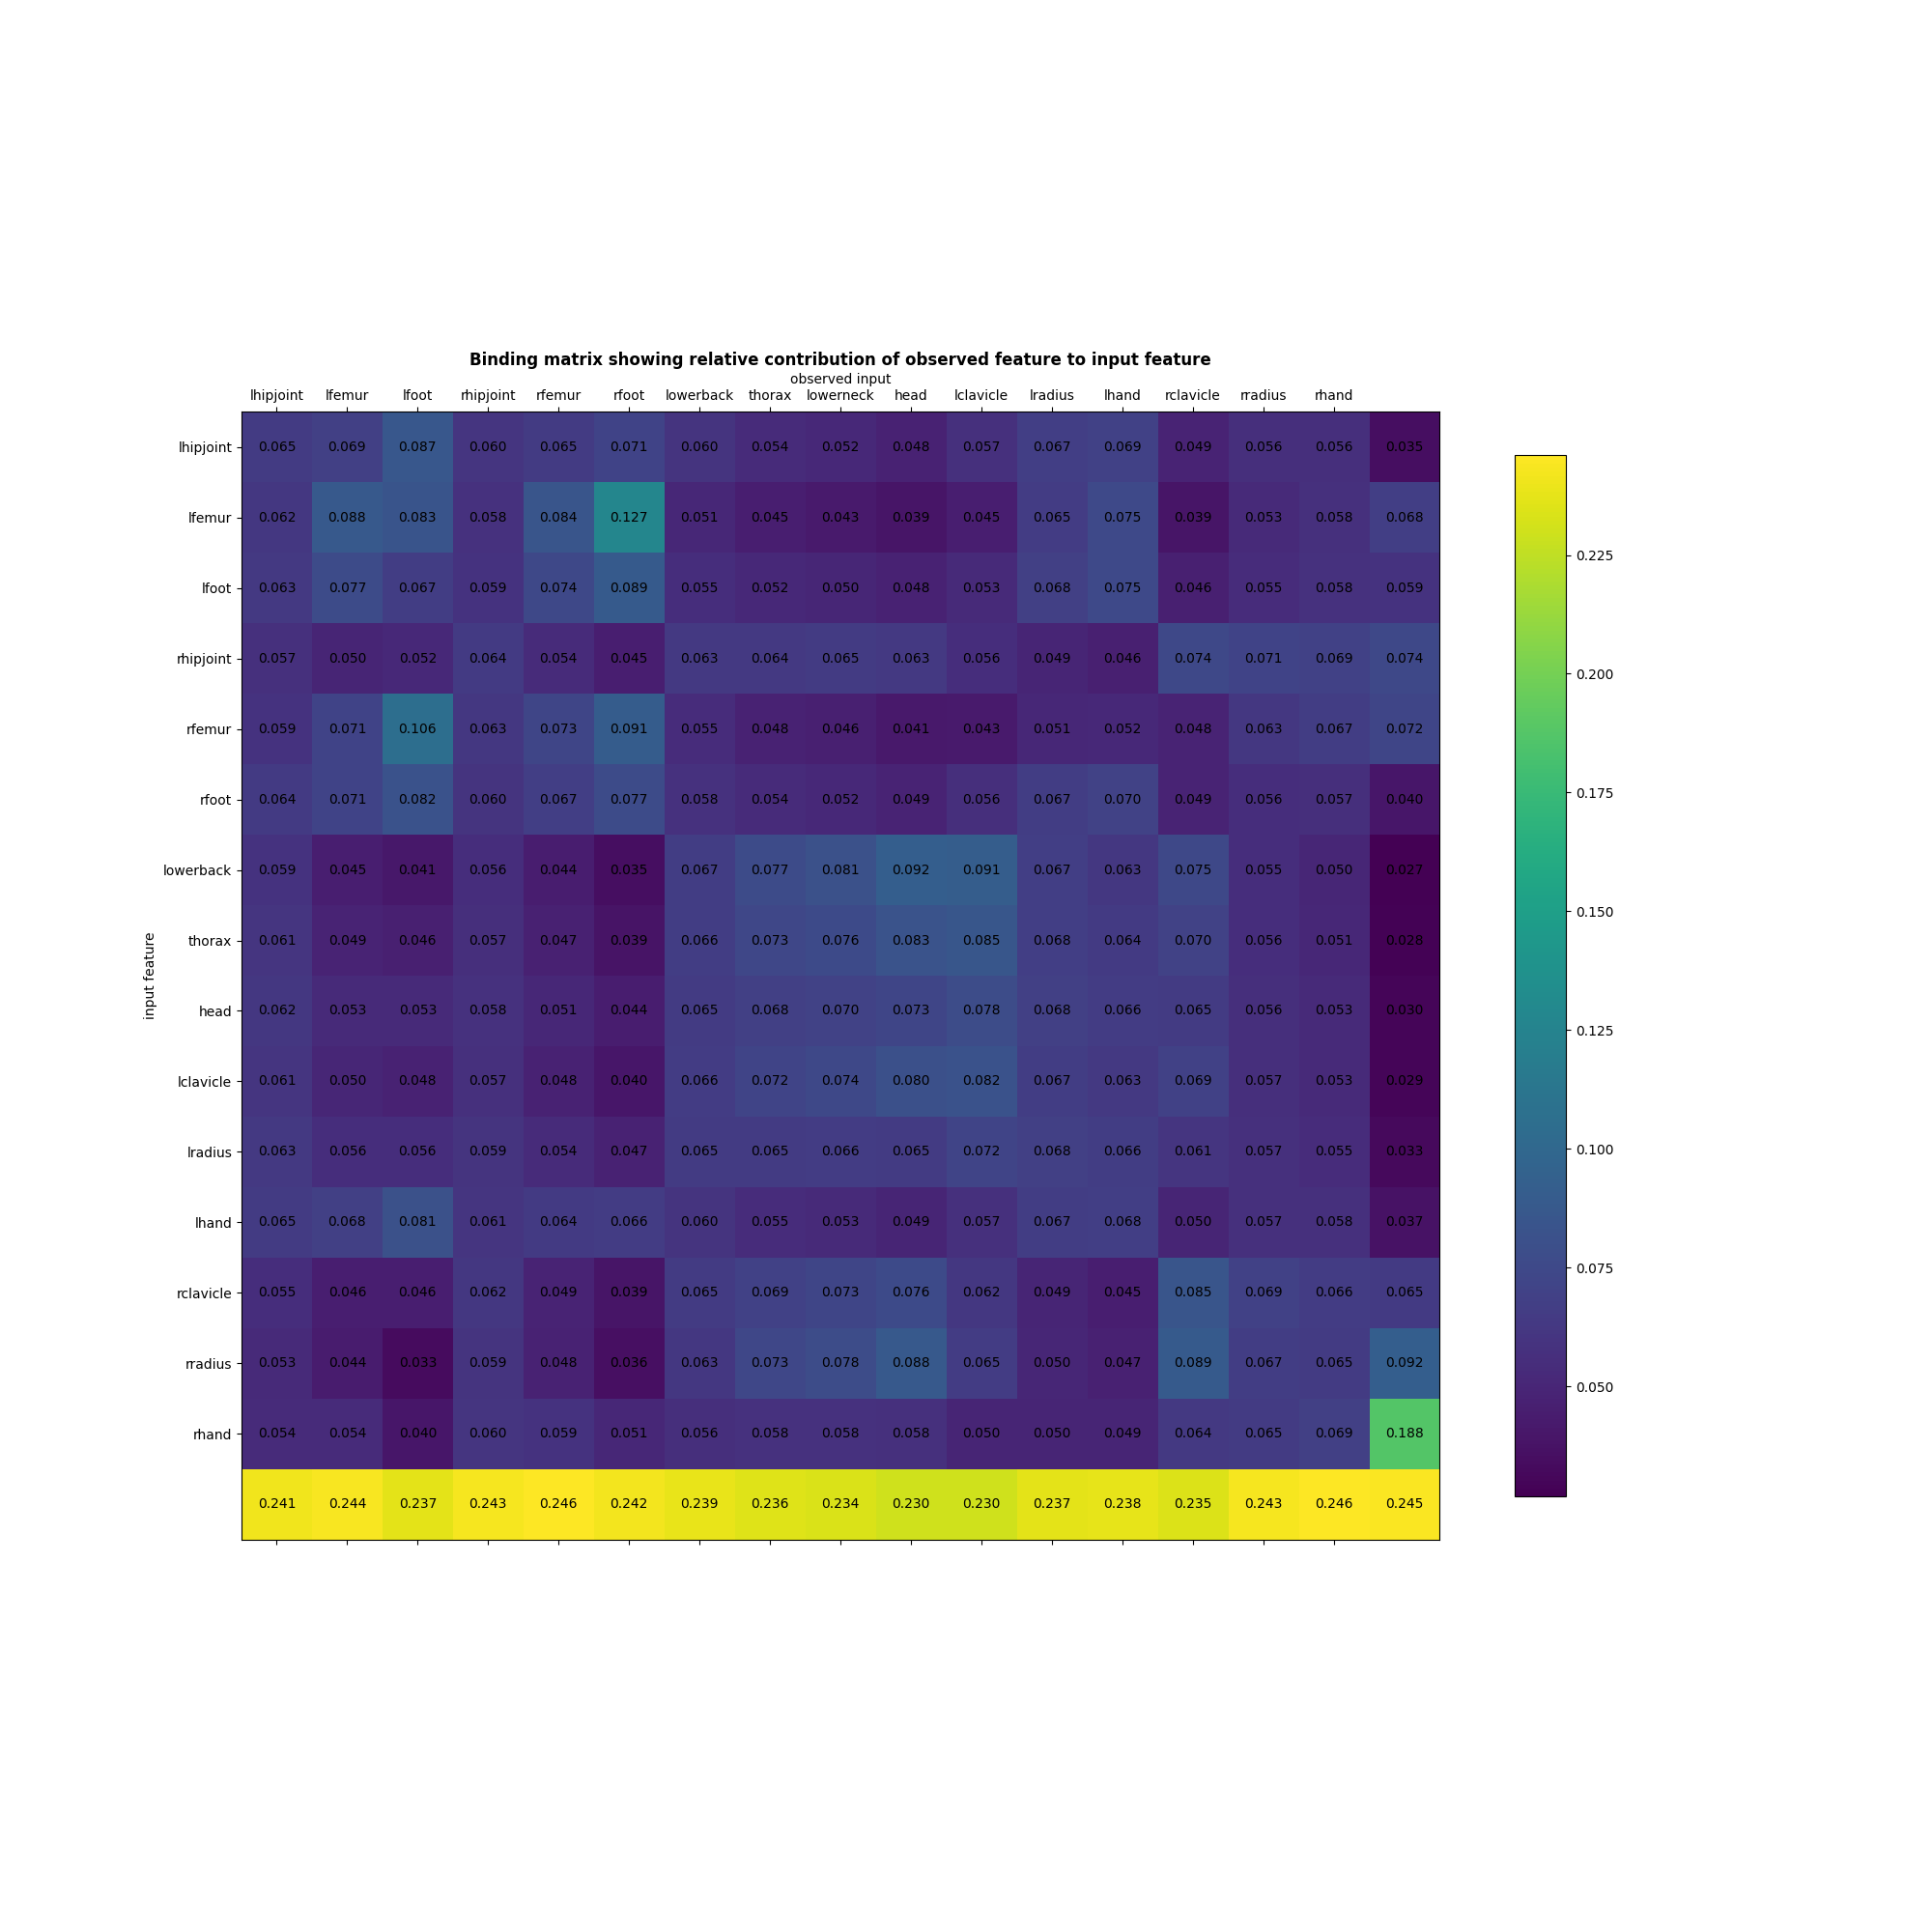 Binding matrix showing relative contribution of observed feature to input feature
observed input
lhipjoint lfemur lfoot rhipjoint rfemur rfoot lowerback thorax lowerneck head lclavicle lradius lhand rclavicle rradius rhand
lhipjoint 0.065 0.069 0.087 0.060 0.065 0.071 0.060 0.054 0.052 0.048 0.057 0.067 0.069 0.049 0.056 0.056 0.035
lfemur 0.062 0.088 0.083 0.058 0.084 0.127 0.051 0.045 0.043 0.039 0.045 0.065 0.075 0.039 0.053 0.058 0.068
lfoot 0.063 0.077 0.067 0.059 0.074 0.089 0.055 0.052 0.050 0.048 0.053 0.068 0.075 0.046 0.055 0.058 0.059
rhipjoint 0.057 0.050 0.052 0.064 0.054 0.045 0.063 0.064 0.065 0.063 0.056 0.049 0.046 0.074 0.071 0.069 0.074
rfemur 0.059 0.071 0.106 0.063 0.073 0.091 0.055 0.048 0.046 0.041 0.043 0.051 0.052 0.048 0.063 0.067 0.072
rfoot 0.064 0.071 0.082 0.060 0.067 0.077 0.058 0.054 0.052 0.049 0.056 0.067 0.070 0.049 0.056 0.057 0.040
lowerback 0.059 0.045 0.041 0.056 0.044 0.035 0.067 0.077 0.081 0.092 0.091 0.067 0.063 0.075 0.055 0.050 0.027
thorax 0.061 0.049 0.046 0.057 0.047 0.039 0.066 0.073 0.076 0.083 0.085 0.068 0.064 0.070 0.056 0.051 0.028
head 0.062 0.053 0.053 0.058 0.051 0.044 0.065 0.068 0.070 0.073 0.078 0.068 0.066 0.065 0.056 0.053 0.030
lclavicle 0.061 0.050 0.048 0.057 0.048 0.040 0.066 0.072 0.074 0.080 0.082 0.067 0.063 0.069 0.057 0.053 0.029
lradius 0.063 0.056 0.056 0.059 0.054 0.047 0.065 0.065 0.066 0.065 0.072 0.068 0.066 0.061 0.057 0.055 0.033
lhand 0.065 0.068 0.081 0.061 0.064 0.066 0.060 0.055 0.053 0.049 0.057 0.067 0.068 0.050 0.057 0.058 0.037
rclavicle 0.055 0.046 0.046 0.062 0.049 0.039 0.065 0.069 0.073 0.076 0.062 0.049 0.045 0.085 0.069 0.066 0.065
rradius 0.053 0.044 0.033 0.059 0.048 0.036 0.063 0.073 0.078 0.088 0.065 0.050 0.047 0.089 0.067 0.065 0.092
rhand 0.054 0.054 0.040 0.060 0.059 0.051 0.056 0.058 0.058 0.058 0.050 0.050 0.049 0.064 0.065 0.069 0.188
0.241 0.244 0.237 0.243 0.246 0.242 0.239 0.236 0.234 0.230 0.230 0.237 0.238 0.235 0.243 0.246 0.245
input feature
0.225
0.200
0.175
0.150
0.125
0.100
0.075
0.050